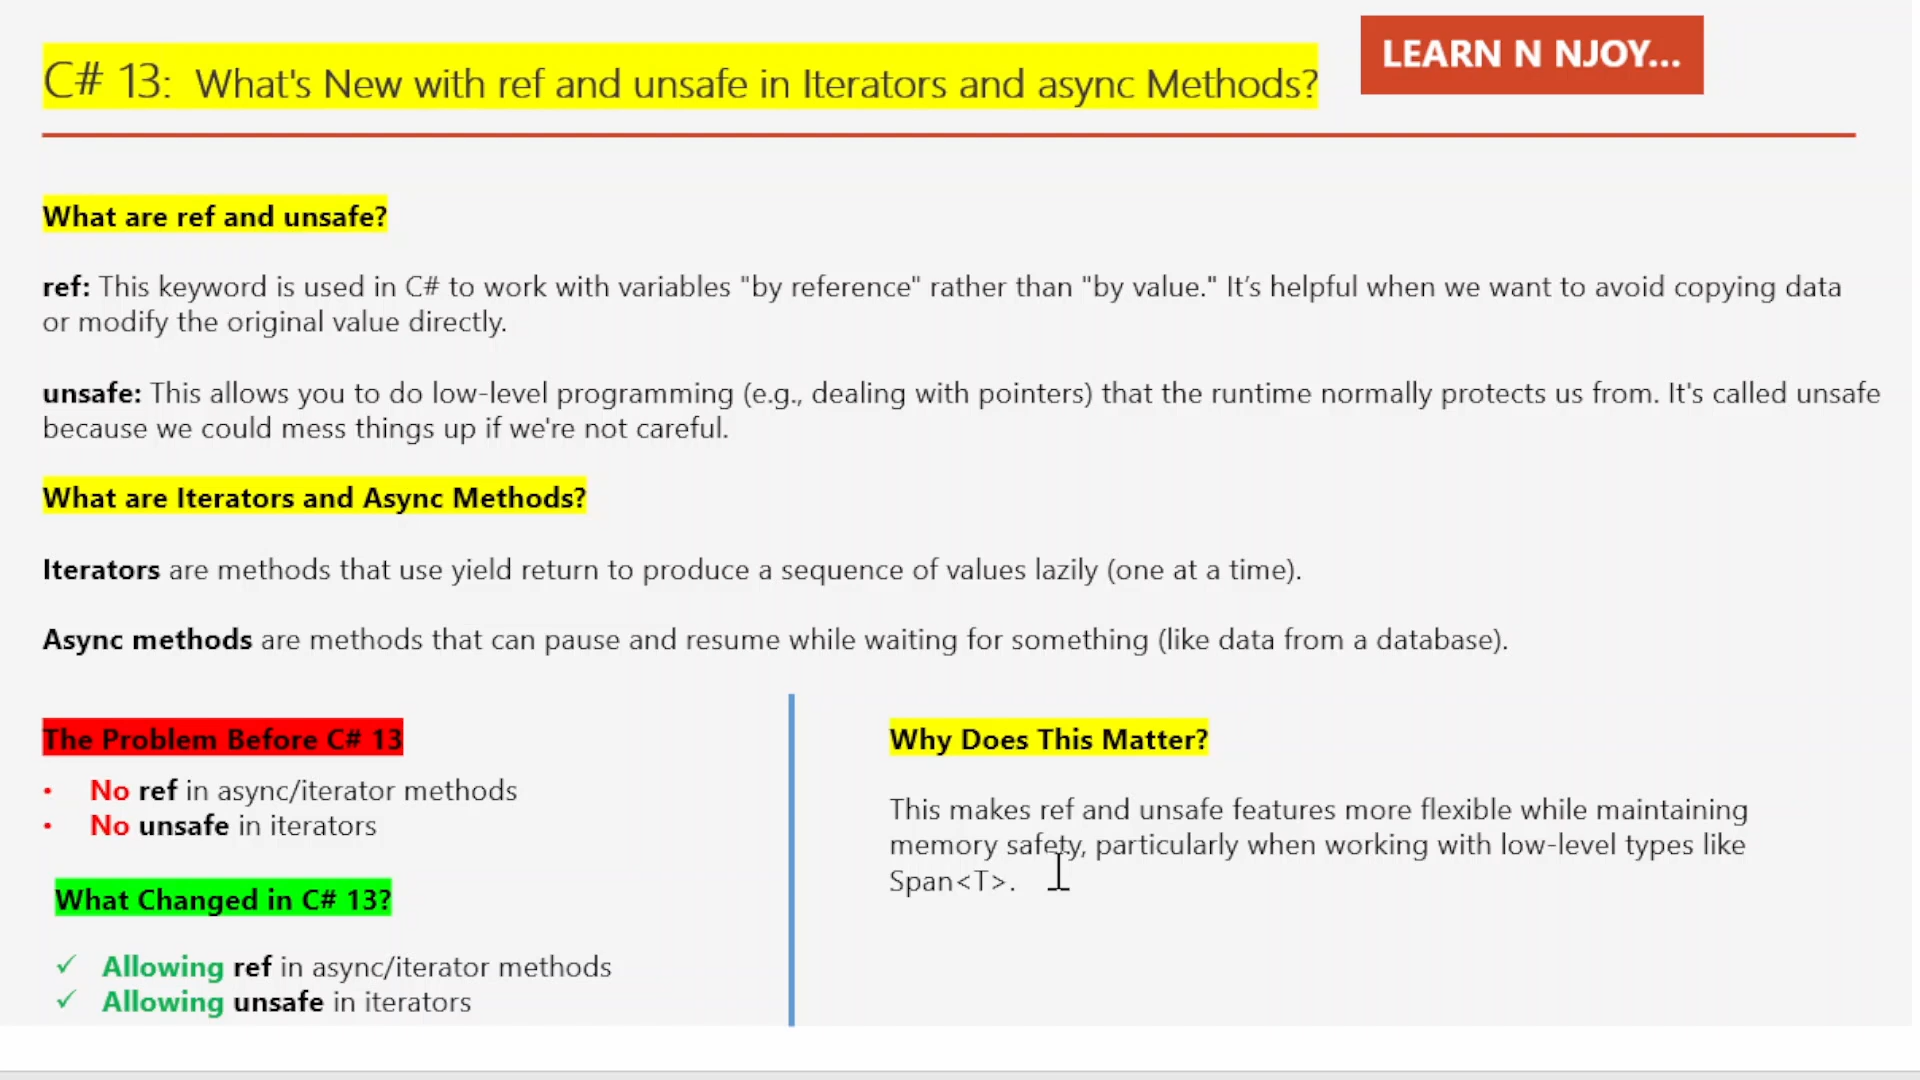 C# 13: What's New with ref and unsafe in Iterators and async Methods?
LEARN N NJOY...
What are ref and unsafe?
ref: This keyword is used in C# to work with variables "by reference" rather than "by value." It’s helpful when we want to avoid copying data
or modify the original value directly.
unsafe: This allows you to do low-level programming (e.g., dealing with pointers) that the runtime normally protects us from. It's called unsafe
because we could mess things up if we're not careful.
What are Iterators and Async Methods?
Iterators are methods that use yield return to produce a sequence of values lazily (one at a time).
Async methods are methods that can pause and resume while waiting for something (like data from a database).
The Problem Before C# 13
• No ref in async/iterator methods
• No unsafe in iterators
What Changed in C# 13?
✓ Allowing ref in async/iterator methods
✓ Allowing unsafe in iterators
Why Does This Matter?
This makes ref and unsafe features more flexible while maintaining
memory safety, particularly when working with low-level types like
Span<T>.